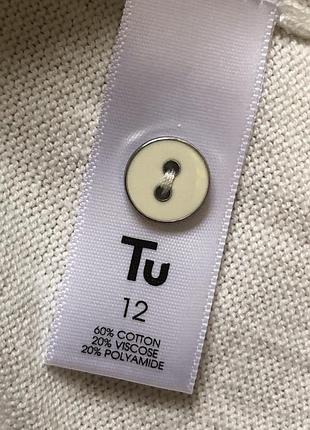 Tu
12
60% COTTON
20% VISCOSE
20% POLYAMIDE